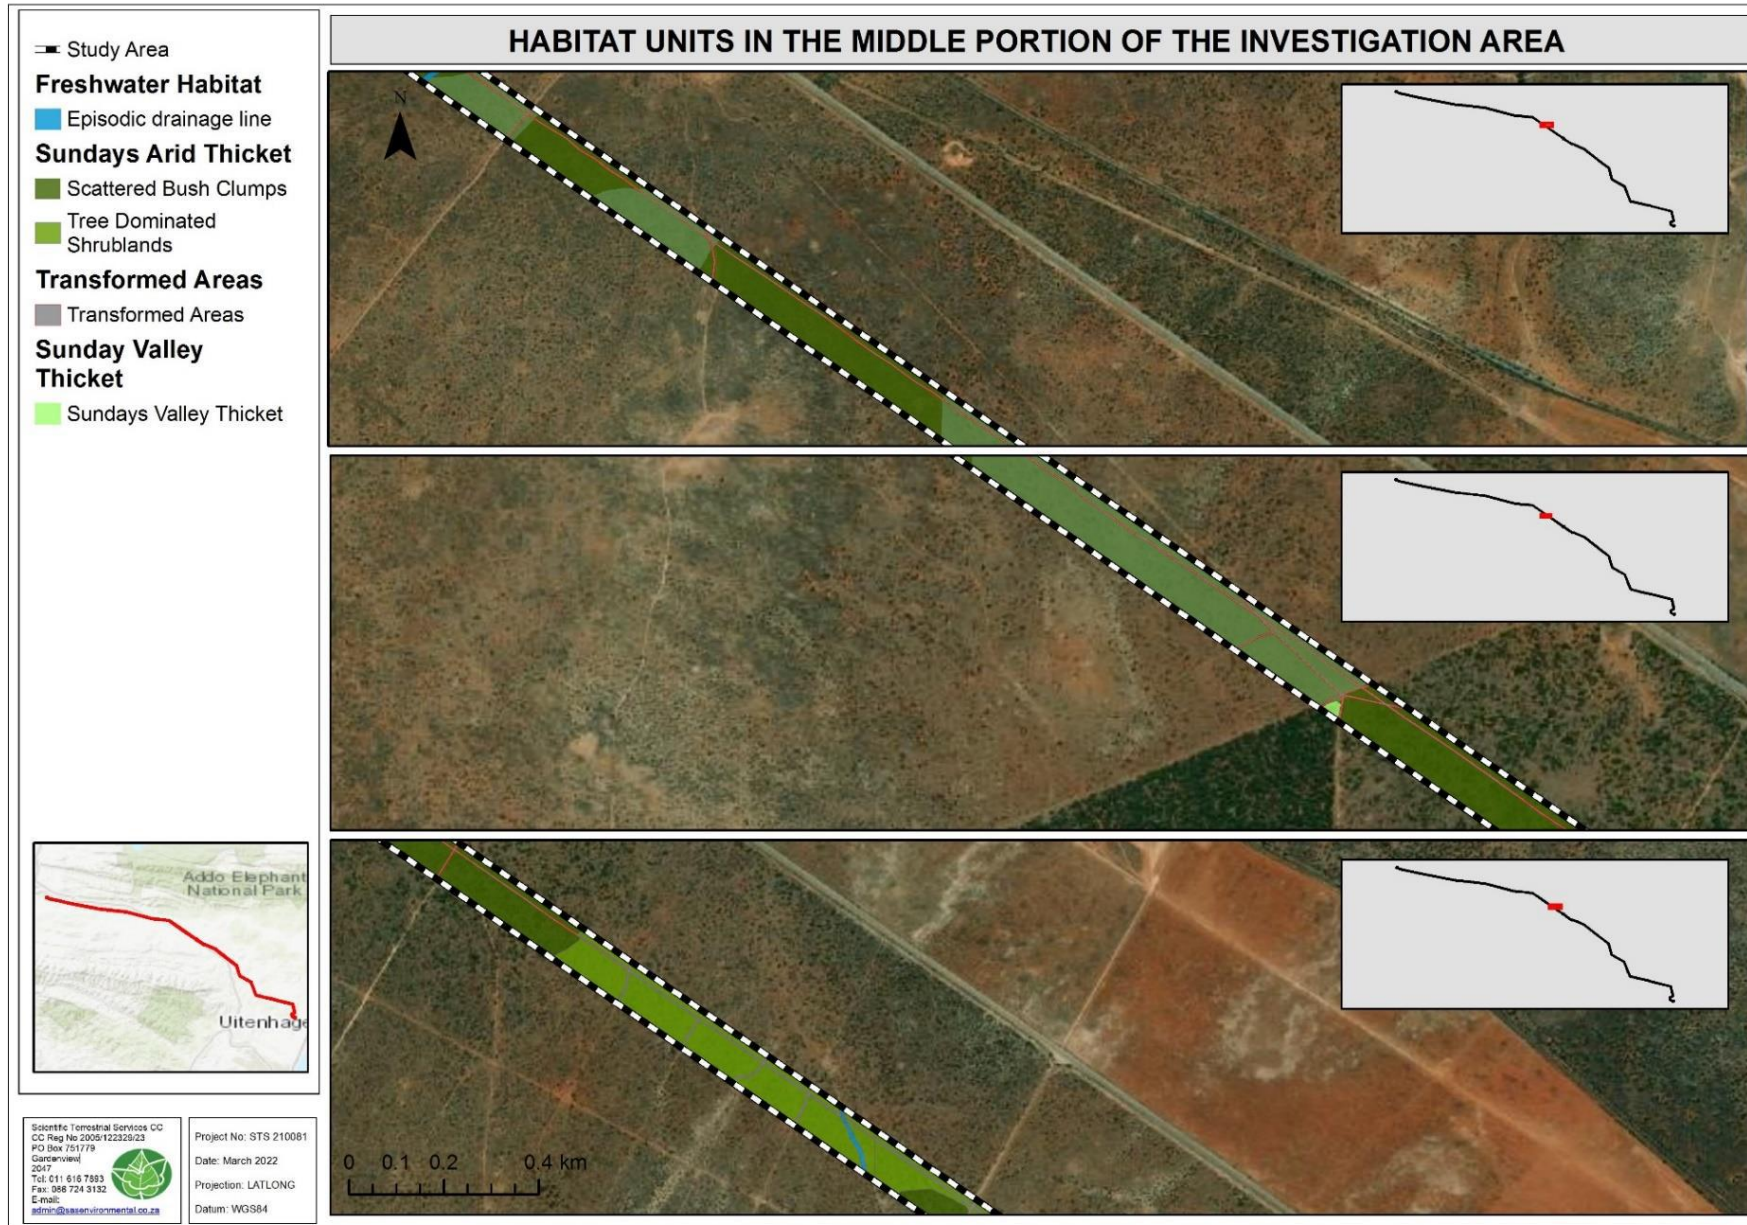 HABITAT UNITS IN THE MIDDLE PORTION OF THE INVESTIGATION AREA
Study Area
Freshwater Habitat
Episodic drainage line
Sundays Arid Thicket
Scattered Bush Clumps
Tree Dominated
Shrublands
Transformed Areas
Transformed Areas
Sunday Valley
Thicket
Sundays Valley Thicket
N
Addo Elephant
National Park
Uitenhage
0 0.1 0.2 0.4 km
Scientific Terrestrial Services CC
CC Reg No 2005/122329/23
PO Box 751779
Gardenview
2047
Tel: 011 616 7893
Fax: 086 724 3132
E-mail:
admin@sasenvironmental.co.za
Project No: STS 210081
Date: March 2022
Projection: LATLONG
Datum: WGS84